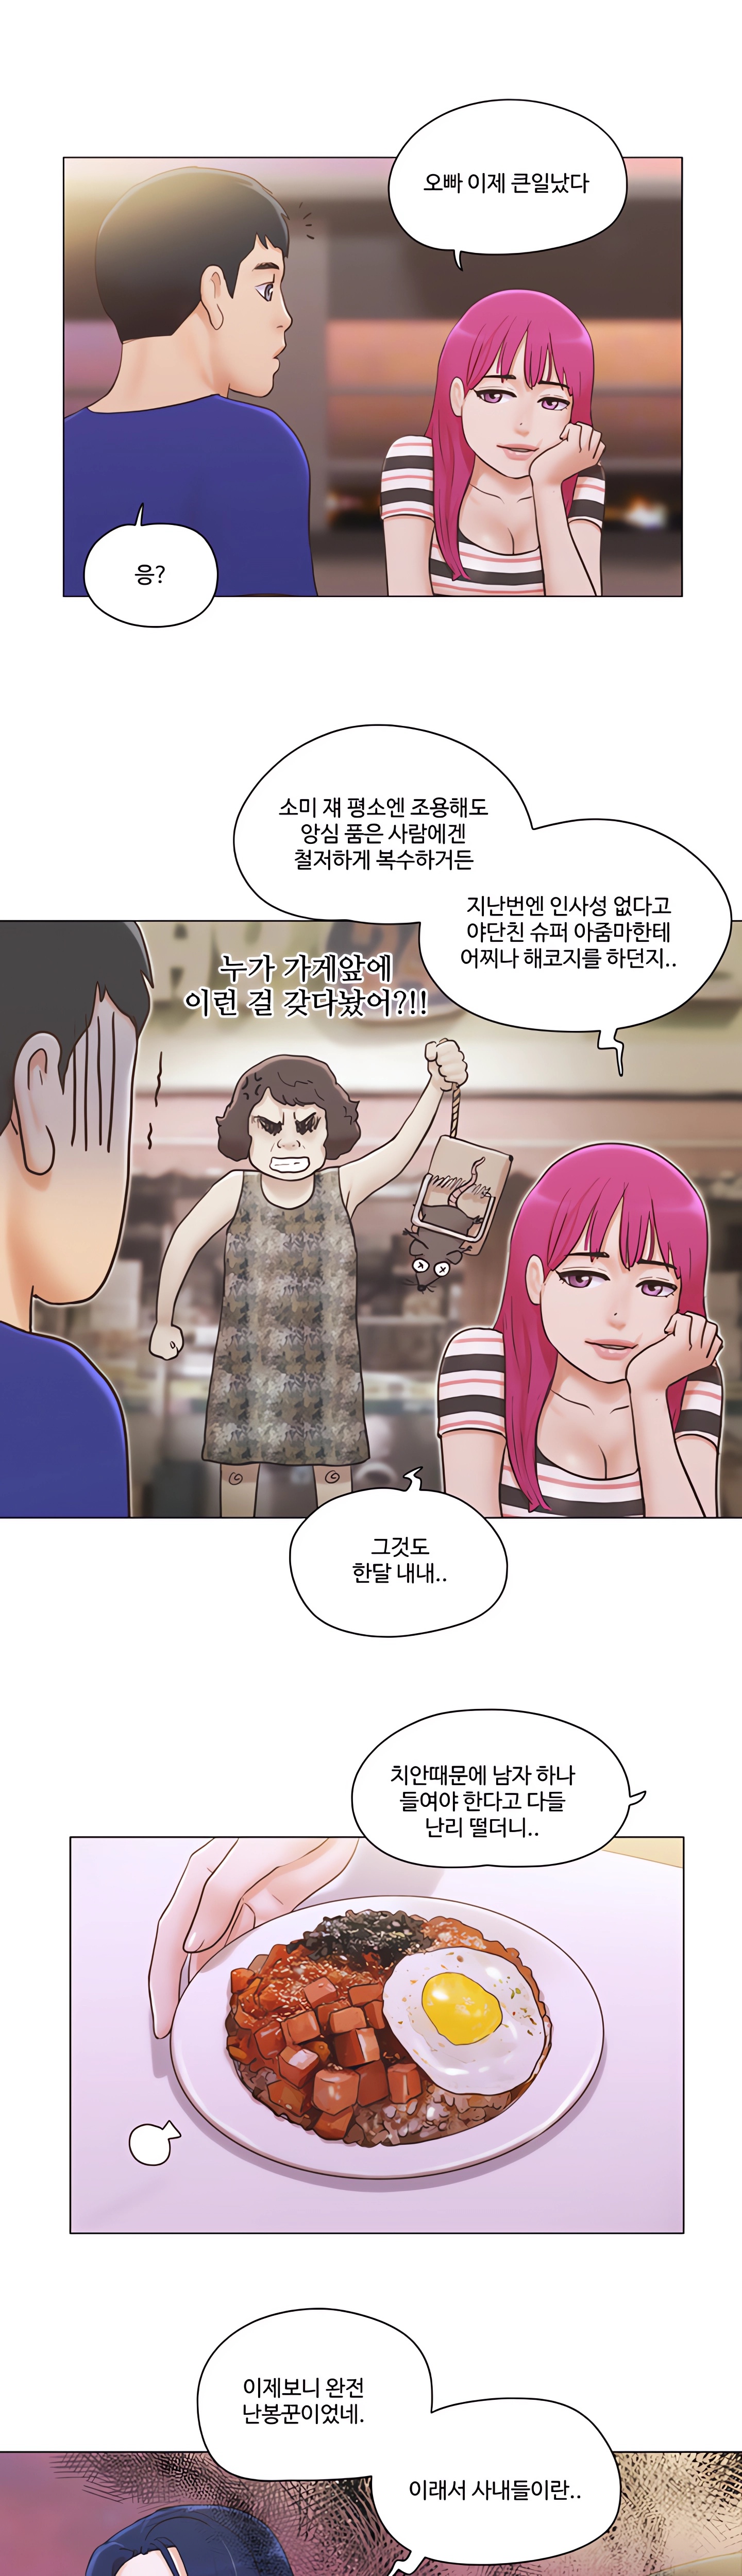 오빠 이제 큰일났다
응?
소미 쟤 평소엔 조용해도
앙심 품은 사람에겐
철저하게 복수하거든
지난번엔 인사성 없다고
야단친 슈퍼 아줌마한테
어찌나 해코지를 하던지..
누가 가게앞에
이런 걸 갖다놨어?!!
그것도
한달 내내..
치안때문에 남자 하나
들여야 한다고 다들
난리 떨더니..
이제보니 완전
난봉꾼이었네.
이래서 사내들이란..